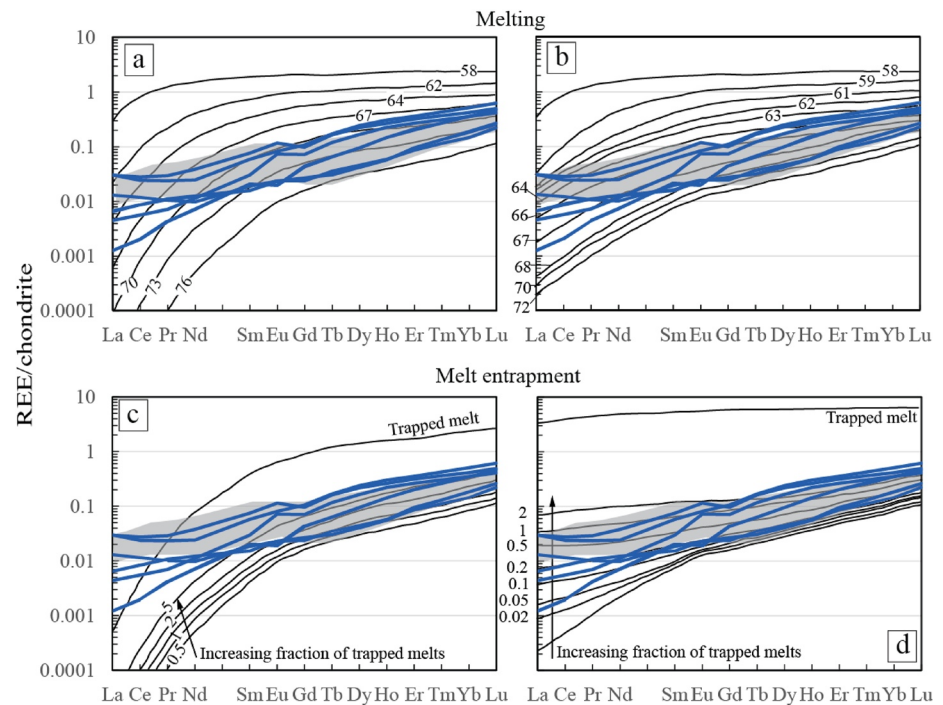 Melting
REE/chondrite
10
1
0.1
0.01
0.001
0.0001
a
58
62
64
67
70
73
76
La Ce Pr Nd Sm Eu Gd Tb Dy Ho Er Tm Yb Lu
b
58
59
61
62
63
64
66
67
68
70
72
La Ce Pr Nd Sm Eu Gd Tb Dy Ho Er Tm Yb Lu
Melt entrapment
10
1
0.1
0.01
0.001
0.0001
c
Trapped melt
5
2
1
0.5
Increasing fraction of trapped melts
La Ce Pr Nd Sm Eu Gd Tb Dy Ho Er Tm Yb Lu
Trapped melt
2
1
0.5
0.2
0.1
0.05
0.02
Increasing fraction of trapped melts
d
La Ce Pr Nd Sm Eu Gd Tb Dy Ho Er Tm Yb Lu